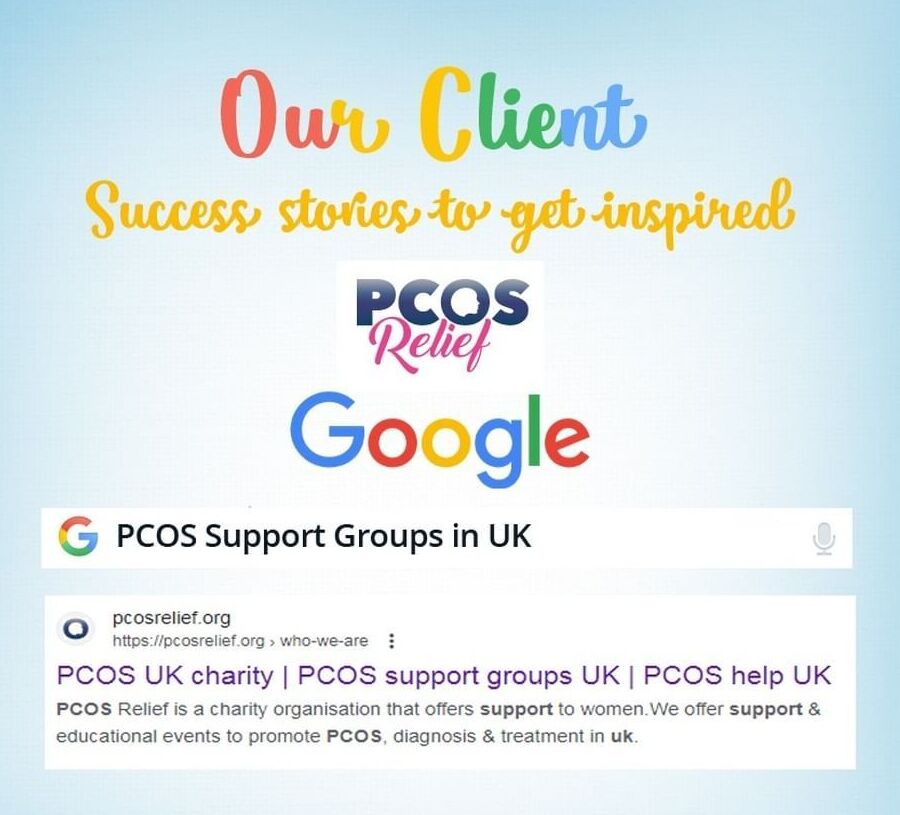 Our Client
Success stories to get inspired
PCOS
Relief
Google
PCOS Support Groups in UK
pcosrelief.org
https://pcosrelief.org › who-we-are
PCOS UK charity | PCOS support groups UK | PCOS help UK
PCOS Relief is a charity organisation that offers support to women.We offer support &
educational events to promote PCOS, diagnosis & treatment in uk.